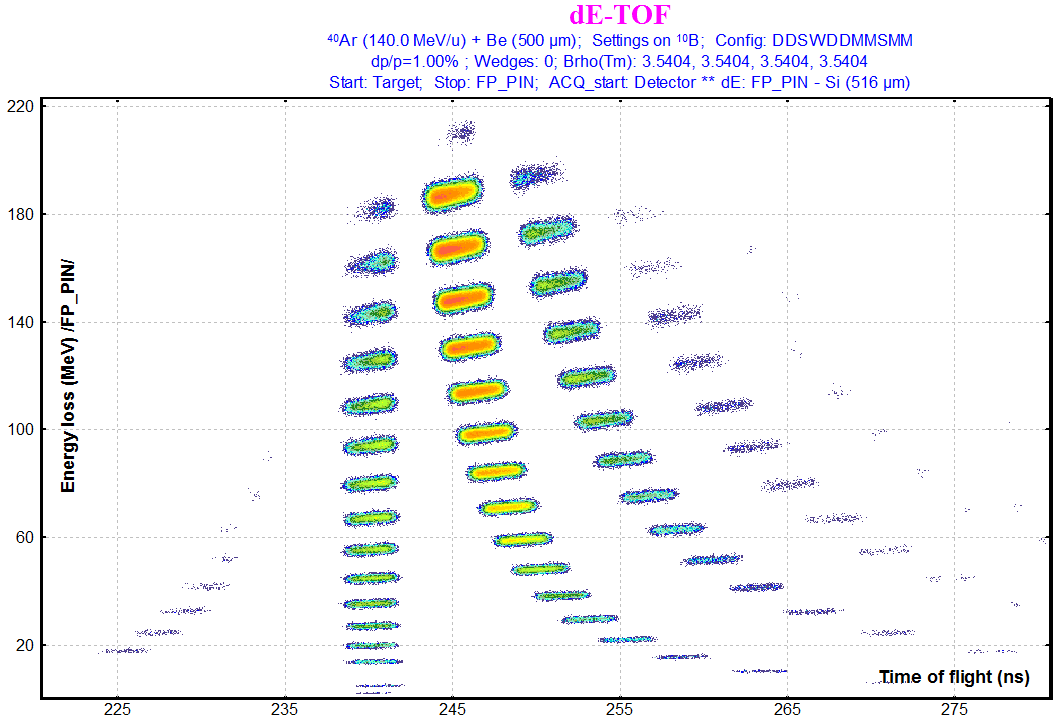 dE-TOF
⁴⁰Ar (140.0 MeV/u) + Be (500 µm); Settings on ¹⁰B; Config: DDSWDDMMSMM
dp/p=1.00% ; Wedges: 0; Brho(Tm): 3.5404, 3.5404, 3.5404, 3.5404
Start: Target; Stop: FP_PIN; ACQ_start: Detector ** dE: FP_PIN - Si (516 µm)
220
180
140
100
60
20
Energy loss (MeV) /FP_PIN/
Time of flight (ns)
225 235 245 255 265 275